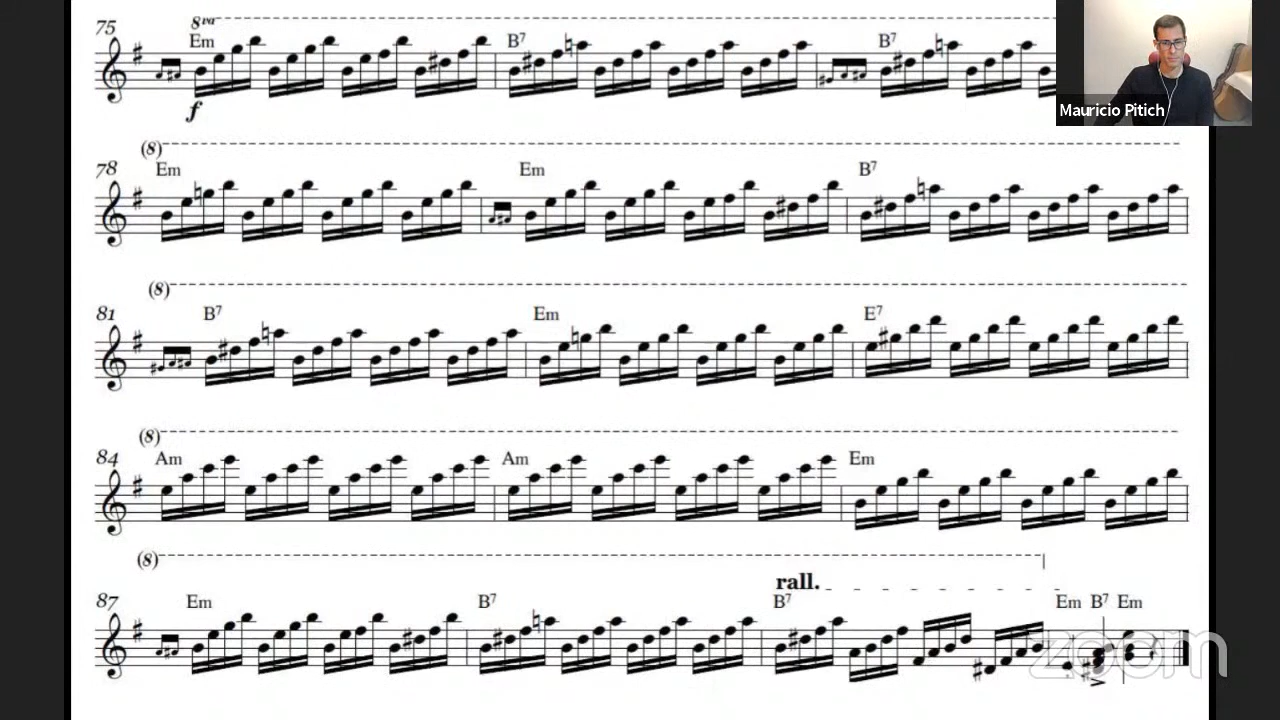 75
8va
Em B7 B7
f
Mauricio Pitich
(8)
78
Em Em B7
(8)
81
B7 Em E7
(8)
84
Am Am Em
(8)
rall.
87
Em B7 B7 Em B7 Em
zoom